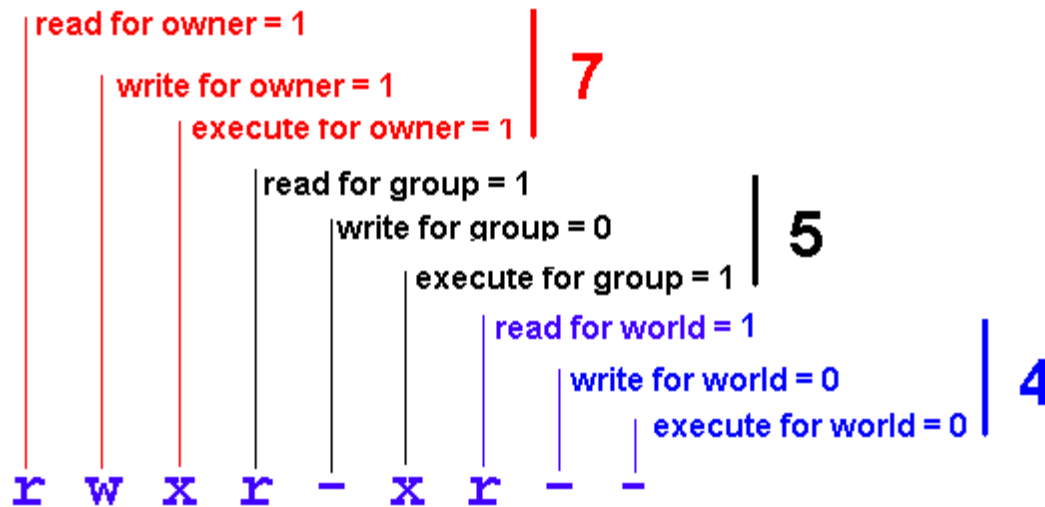 read for owner = 1
write for owner = 1
7
execute for owner = 1
read for group = 1
write for group = 0
5
execute for group = 1
read for world = 1
write for world = 0
4
execute for world = 0
r w x r - x r - -